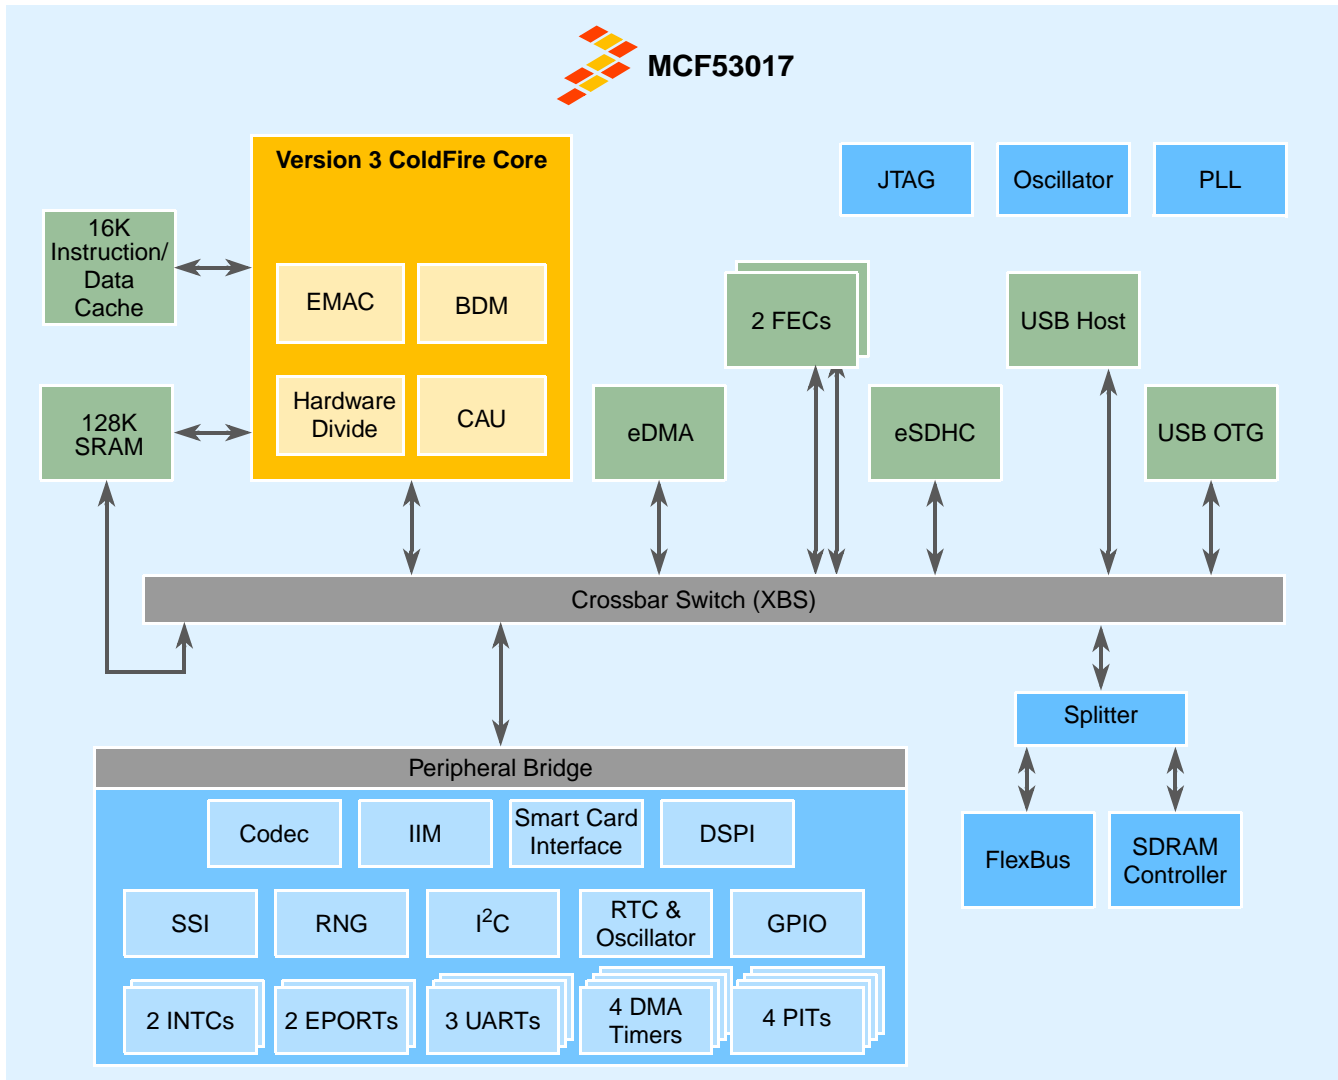 MCF53017
Version 3 ColdFire Core
JTAG
Oscillator
PLL
16K
Instruction/
Data
Cache
EMAC
BDM
2 FECs
USB Host
128K
SRAM
Hardware
Divide
CAU
eDMA
eSDHC
USB OTG
Crossbar Switch (XBS)
Splitter
Peripheral Bridge
Codec
IIM
Smart Card
Interface
DSPI
FlexBus
SDRAM
Controller
SSI
RNG
I²C
RTC &
Oscillator
GPIO
2 INTCs
2 EPORTs
3 UARTs
4 DMA
Timers
4 PITs